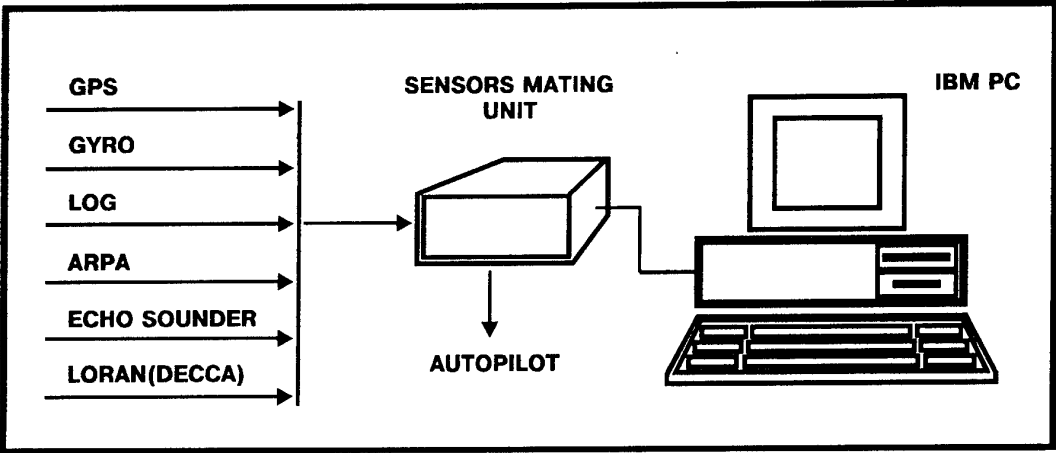 GPS
GYRO
LOG
ARPA
ECHO SOUNDER
LORAN(DECCA)
SENSORS MATING
UNIT
AUTOPILOT
IBM PC